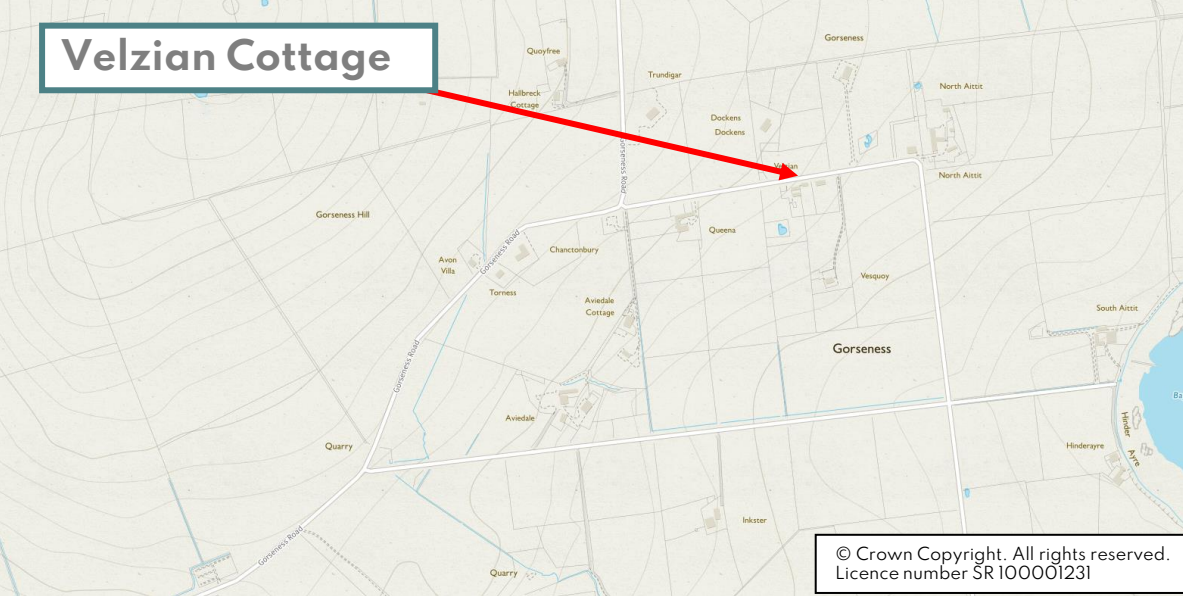 Velzian Cottage
Gorseness
Quoyfree
Trundigar
North Aittit
Hallbreck
Cottage
Dockens
Dockens
Gorseness Road
Velzian
North Aittit
Gorseness Hill
Queena
Gorseness Road
Chanctonbury
Avon
Villa
Vesquoy
Torness
Aviedale
Cottage
South Aittit
Gorseness
Gorseness Road
Aviedale
Hinder
Ayre
Quarry
Hinderayre
Inkster
Gorseness Road
Quarry
© Crown Copyright. All rights reserved.
Licence number SR 100001231